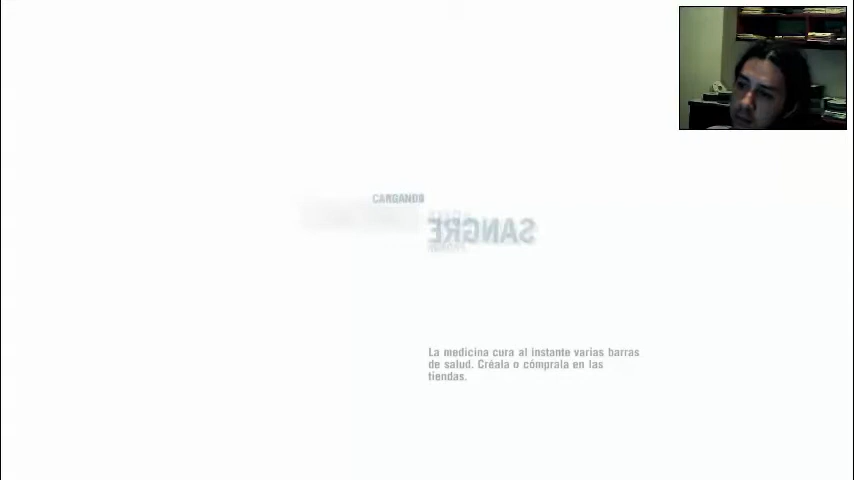 CARGANDO
SANGRE
La medicina cura al instante varias barras
de salud. Créala o cómprala en las
tiendas.